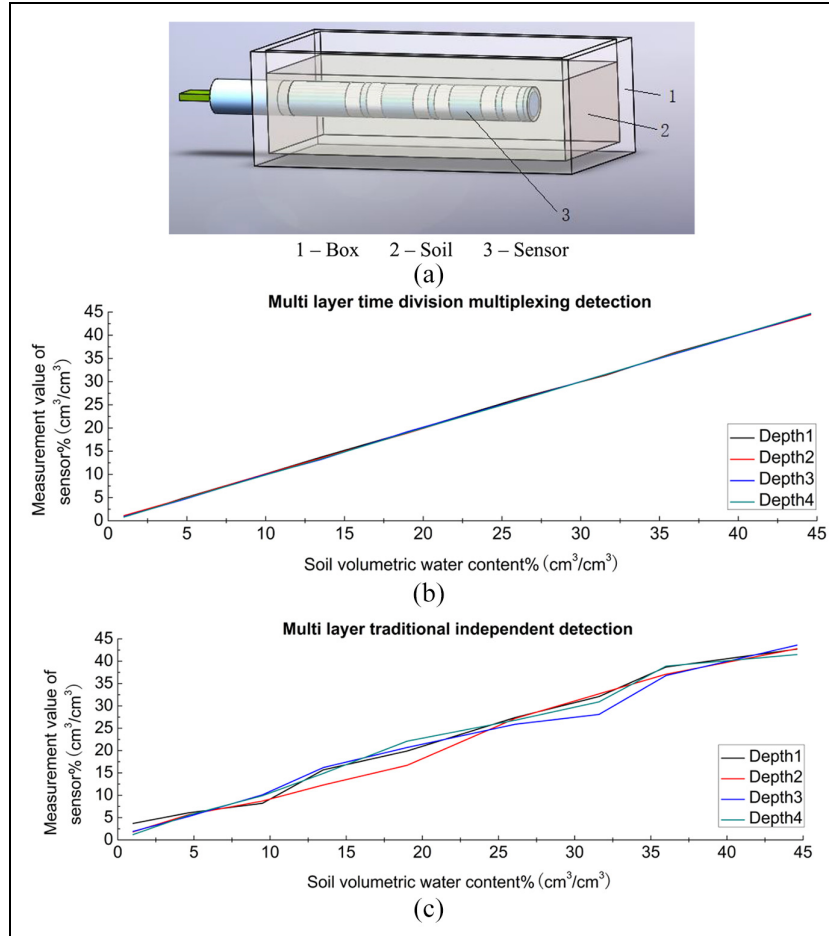 1
2
3
1 – Box 2 – Soil 3 – Sensor
(a)
Multi layer time division multiplexing detection
Measurement value of
sensor% (cm³/cm³)
45
40
35
30
25
20
15
10
5
0
0 5 10 15 20 25 30 35 40 45
Depth1
Depth2
Depth3
Depth4
Soil volumetric water content% (cm³/cm³)
(b)
Multi layer traditional independent detection
Measurement value of
sensor% (cm³/cm³)
45
40
35
30
25
20
15
10
5
0
0 5 10 15 20 25 30 35 40 45
Depth1
Depth2
Depth3
Depth4
Soil volumetric water content% (cm³/cm³)
(c)